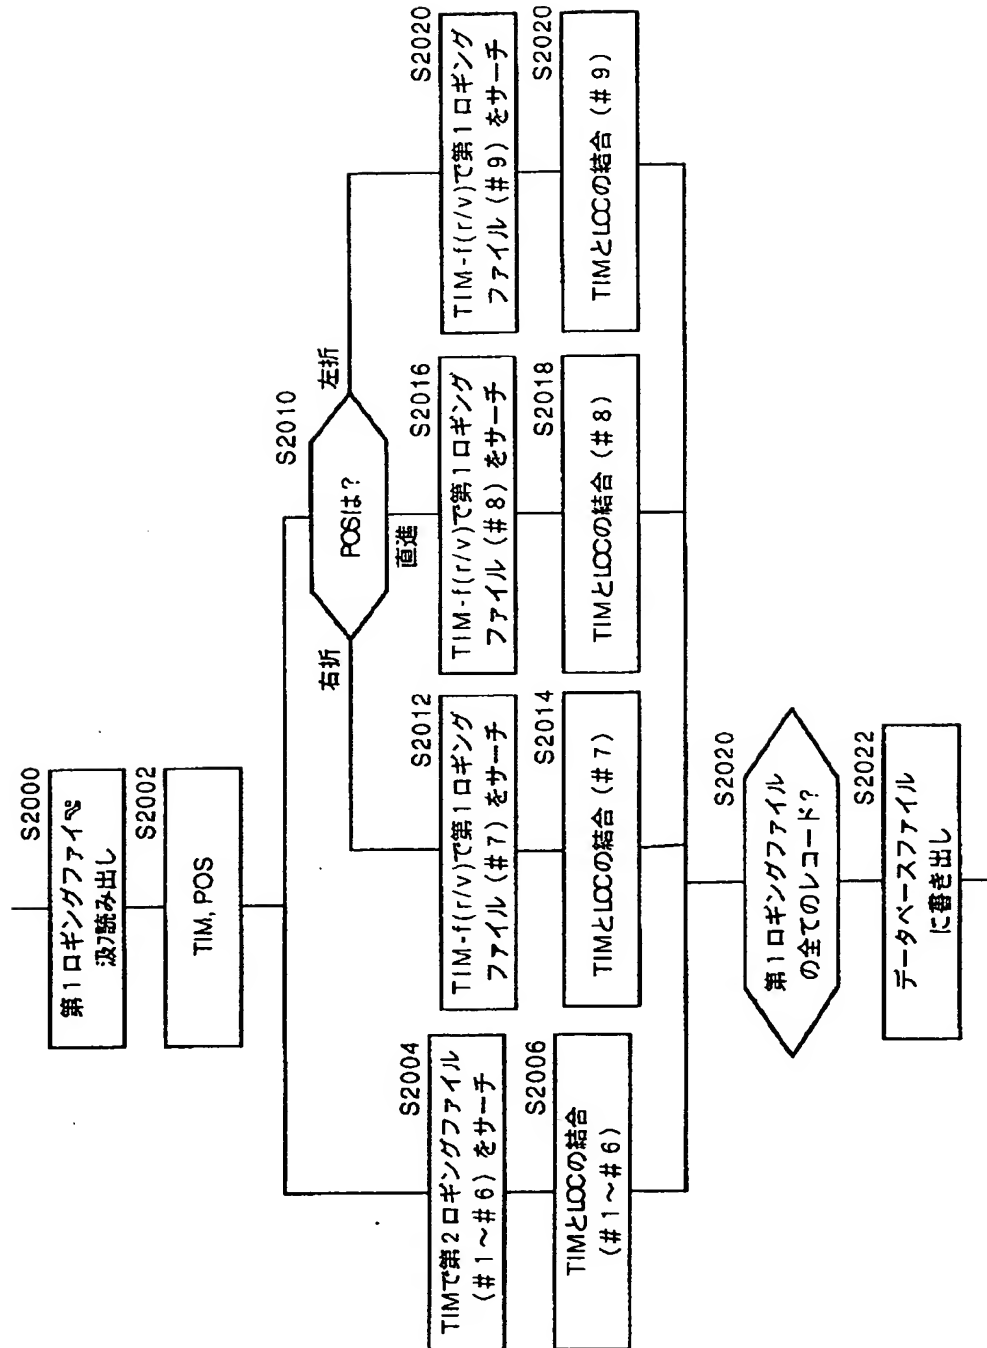 S2000
第1ロギングファイル
読み出し
S2002
TIM, POS
S2004
TIMで第2ロギングファイル
(#1～#6) をサーチ
S2006
TIMとLOCの結合
(#1～#6)
S2010
POSは?
右折
直進
左折
S2012
TIM-f(r/v)で第1ロギング
ファイル (#7) をサーチ
S2014
TIMとLOCの結合 (#7)
S2016
TIM-f(r/v)で第1ロギング
ファイル (#8) をサーチ
S2018
TIMとLOCの結合 (#8)
S2020
TIM-f(r/v)で第1ロギング
ファイル (#9) をサーチ
S2020
TIMとLOCの結合 (#9)
S2020
第1ロギングファイル
の全てのレコード?
S2022
データベースファイル
に書き出し